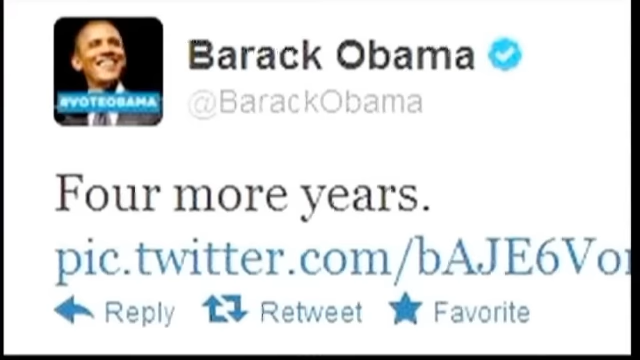 #VOTEOBAMA
Barack Obama
@BarackObama
Four more years.
pic.twitter.com/bAJE6Vo
Reply Retweet Favorite